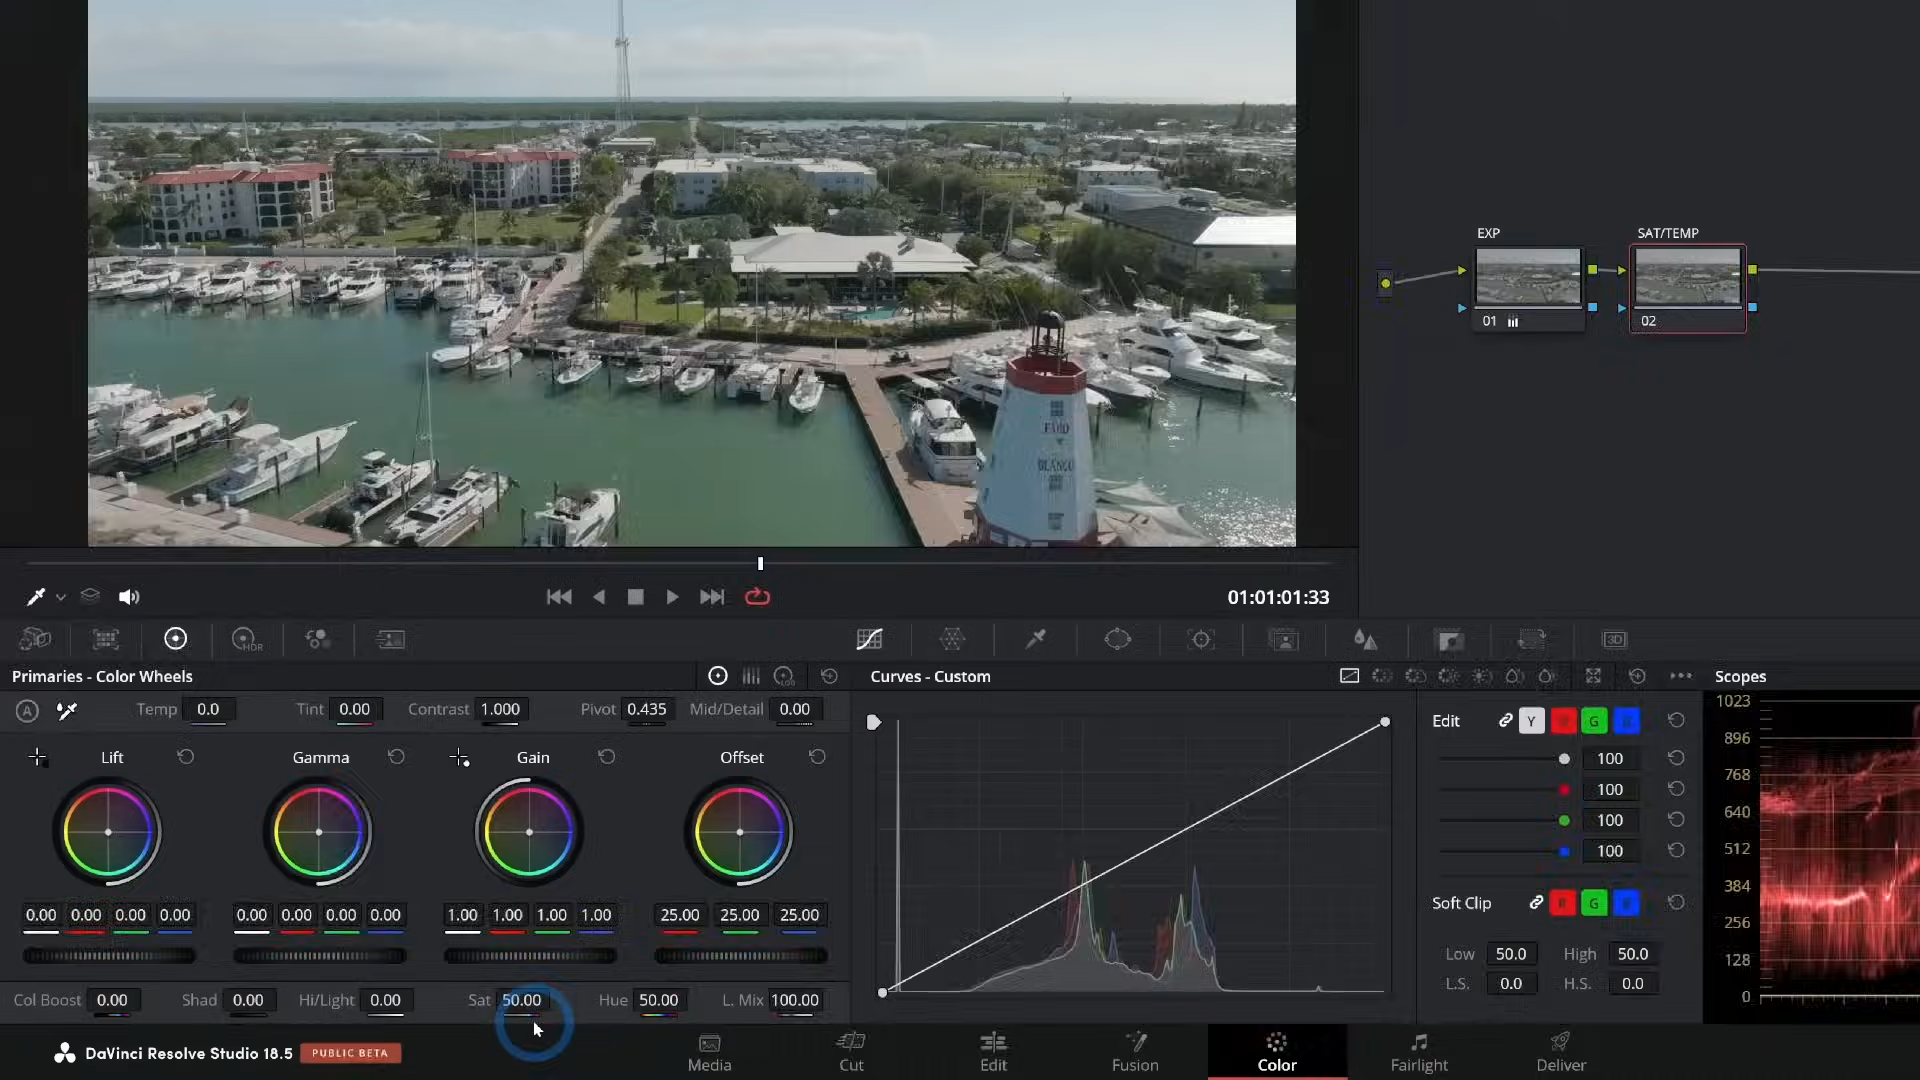 FARO
BLANCO
EXP
SAT/TEMP
01
02
01:01:01:33
HDR
3D
Primaries - Color Wheels
LOG
Curves - Custom
Scopes
A
Temp 0.0
Tint 0.00
Contrast 1.000
Pivot 0.435
Mid/Detail 0.00
Lift
Gamma
Gain
Offset
0.00 0.00 0.00 0.00
0.00 0.00 0.00 0.00
1.00 1.00 1.00 1.00
25.00 25.00 25.00
Col Boost 0.00
Shad 0.00
Hi/Light 0.00
Sat 50.00
Hue 50.00
L. Mix 100.00
Edit
Y
R
G
B
100
100
100
100
Soft Clip
R
G
B
Low 50.0
High 50.0
L.S. 0.0
H.S. 0.0
1023
896
768
640
512
384
256
128
0
DaVinci Resolve Studio 18.5
PUBLIC BETA
Media
Cut
Edit
Fusion
Color
Fairlight
Deliver